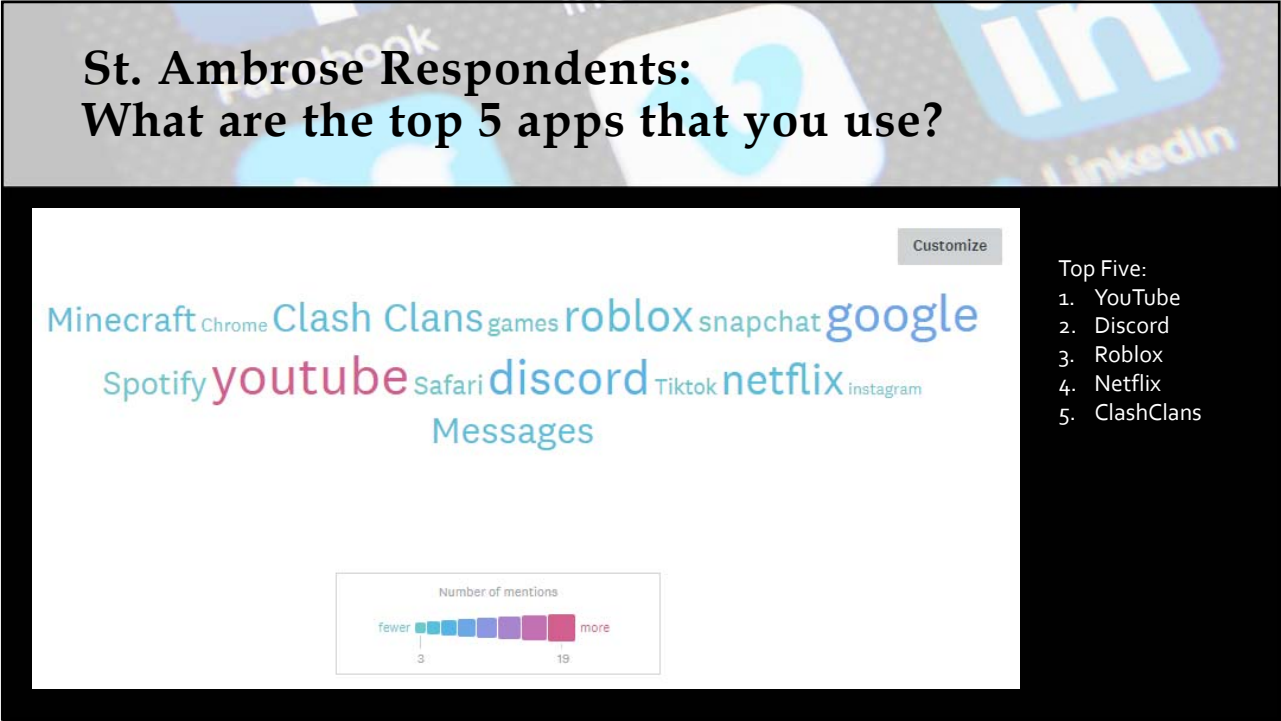 Facebook
LinkedIn
St. Ambrose Respondents:
What are the top 5 apps that you use?
Customize
Minecraft Chrome Clash Clans games roblox snapchat google
Spotify youtube Safari discord Tiktok netflix instagram
Messages
Number of mentions
fewer more
3 19
Top Five:
1. YouTube
2. Discord
3. Roblox
4. Netflix
5. ClashClans